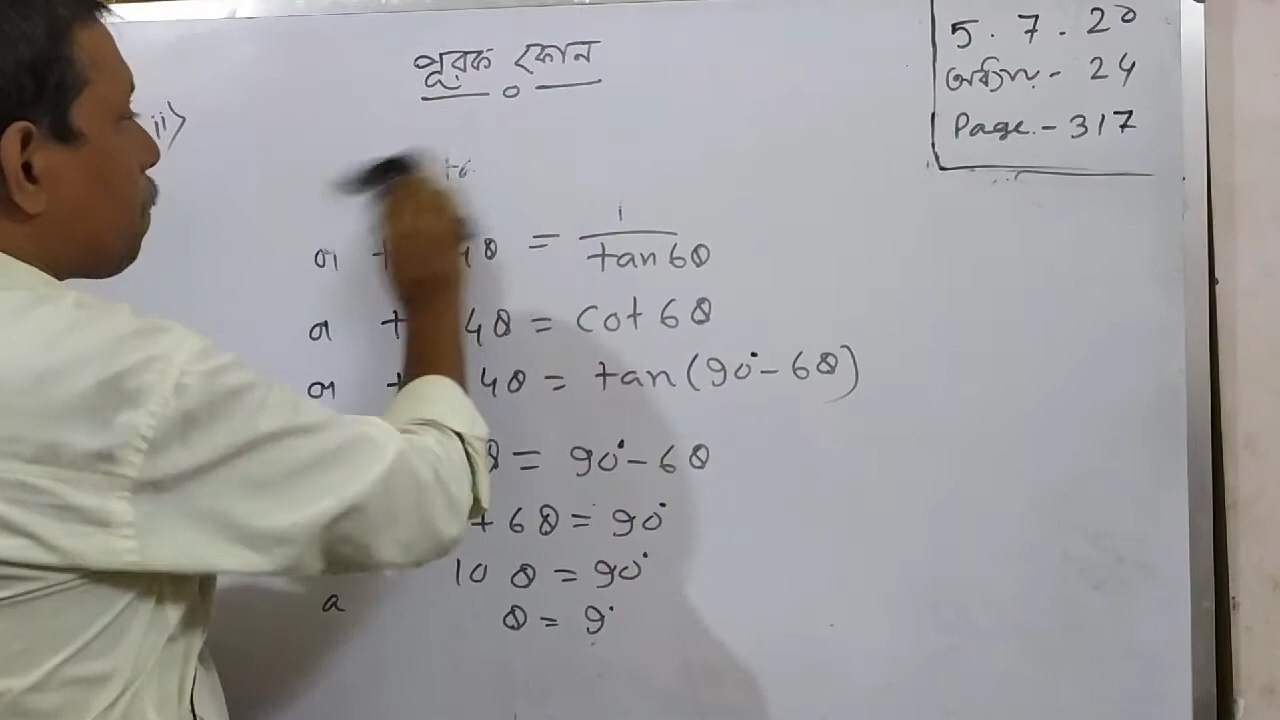 পূরক কোন
5. 7. 20
অধ্যায় - 24
Page. - 317
ii>
a 4θ = 1/tan6θ
a t 4θ = cot 6θ
a t 4θ = tan(90° - 6θ)
θ = 90° - 6θ
+ 6θ = 90°
10 θ = 90°
a θ = 9°